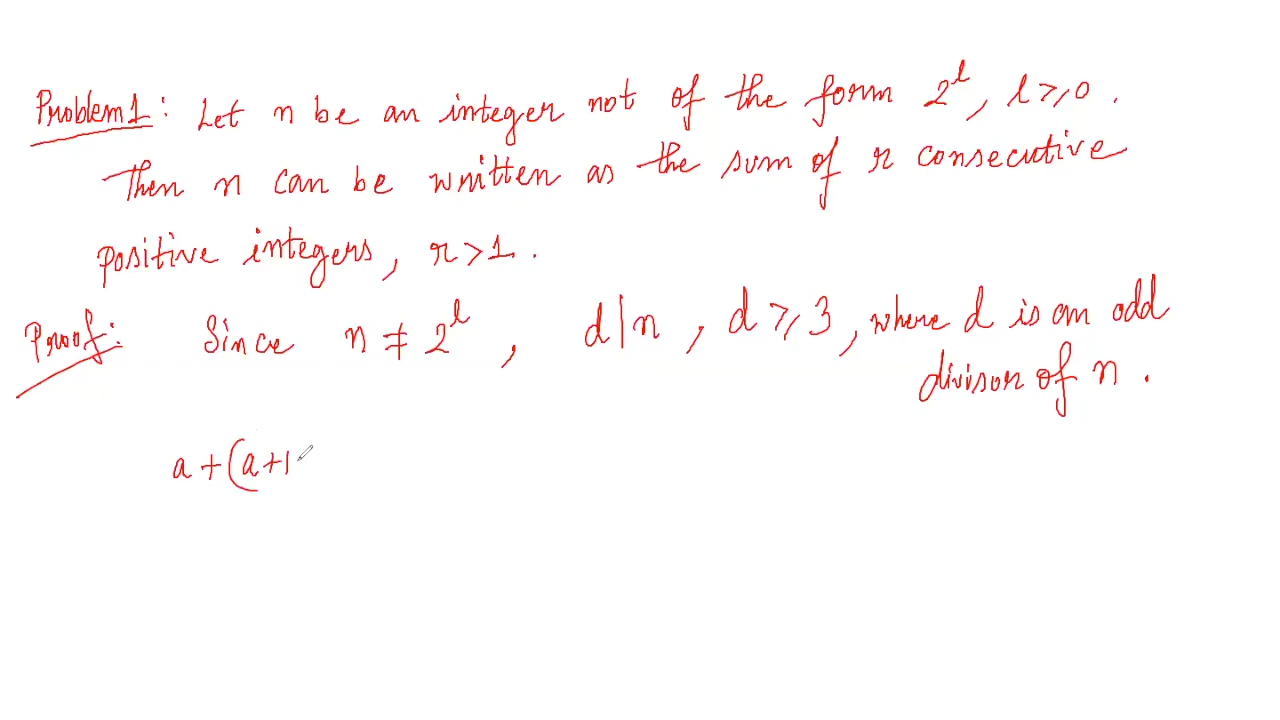 Problem 1: Let n be an integer not of the form 2^l, l ⩾ 0.
Then n can be written as the sum of r consecutive
positive integers, r > 1.
Proof: Since n ≠ 2^l, d | n, d ⩾ 3, where d is an odd
divisor of n.
a + (a+1